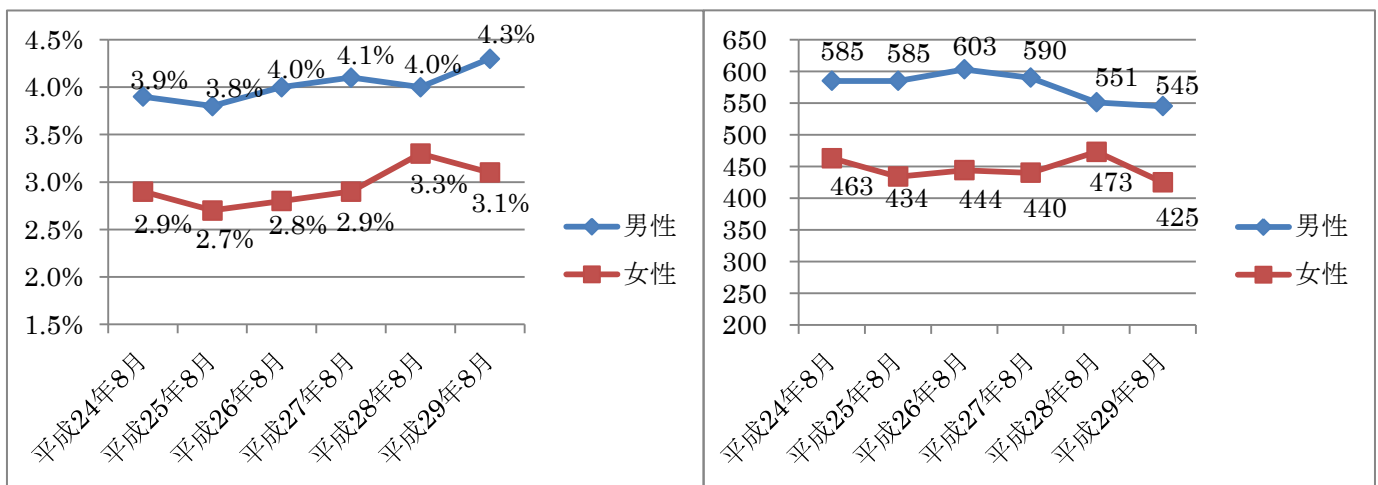 4.5%
4.0%
3.5%
3.0%
2.5%
2.0%
1.5%
3.9%
3.8%
4.0%
4.1%
4.0%
4.3%
2.9%
2.7%
2.8%
2.9%
3.3%
3.1%
男性
女性
平成24年8月
平成25年8月
平成26年8月
平成27年8月
平成28年8月
平成29年8月
650
600
550
500
450
400
350
300
250
200
585
585
603
590
551
545
463
434
444
440
473
425
男性
女性
平成24年8月
平成25年8月
平成26年8月
平成27年8月
平成28年8月
平成29年8月